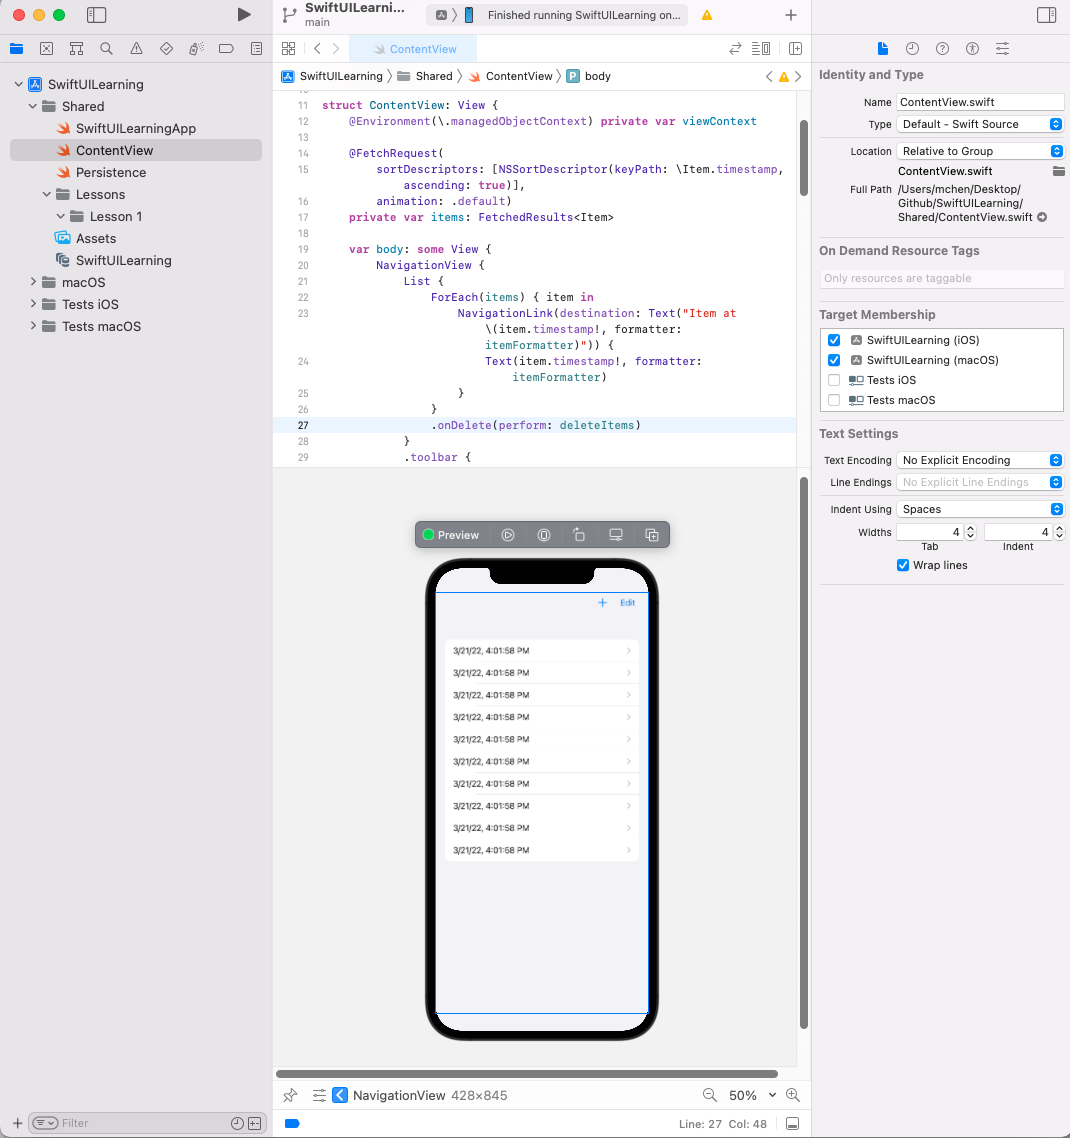 SwiftUILearni...
main
Finished running SwiftUILearning on...
ContentView
SwiftUILearning
Shared
SwiftUILearningApp
ContentView
Persistence
Lessons
Lesson 1
Assets
SwiftUILearning
macOS
Tests iOS
Tests macOS
Filter
SwiftUILearning Shared ContentView P body
11 struct ContentView: View {
12 @Environment(\.managedObjectContext) private var viewContext
13
14 @FetchRequest(
15 sortDescriptors: [NSSortDescriptor(keyPath: \Item.timestamp,
ascending: true)],
16 animation: .default)
17 private var items: FetchedResults<Item>
18
19 var body: some View {
20 NavigationView {
21 List {
22 ForEach(items) { item in
23 NavigationLink(destination: Text("Item at
\(item.timestamp!, formatter:
itemFormatter)")) {
24 Text(item.timestamp!, formatter:
itemFormatter)
25 }
26 }
27 .onDelete(perform: deleteItems)
28 }
29 .toolbar {
Preview
+ Edit
3/21/22, 4:01:58 PM
3/21/22, 4:01:58 PM
3/21/22, 4:01:58 PM
3/21/22, 4:01:58 PM
3/21/22, 4:01:58 PM
3/21/22, 4:01:58 PM
3/21/22, 4:01:58 PM
3/21/22, 4:01:58 PM
3/21/22, 4:01:58 PM
3/21/22, 4:01:58 PM
NavigationView 428×845
50%
Line: 27 Col: 48
Identity and Type
Name ContentView.swift
Type Default - Swift Source
Location Relative to Group
ContentView.swift
Full Path /Users/mchen/Desktop/
Github/SwiftUILearning/
Shared/ContentView.swift
On Demand Resource Tags
Only resources are taggable
Target Membership
SwiftUILearning (iOS)
SwiftUILearning (macOS)
Tests iOS
Tests macOS
Text Settings
Text Encoding No Explicit Encoding
Line Endings No Explicit Line Endings
Indent Using Spaces
Widths 4 4
Tab Indent
Wrap lines